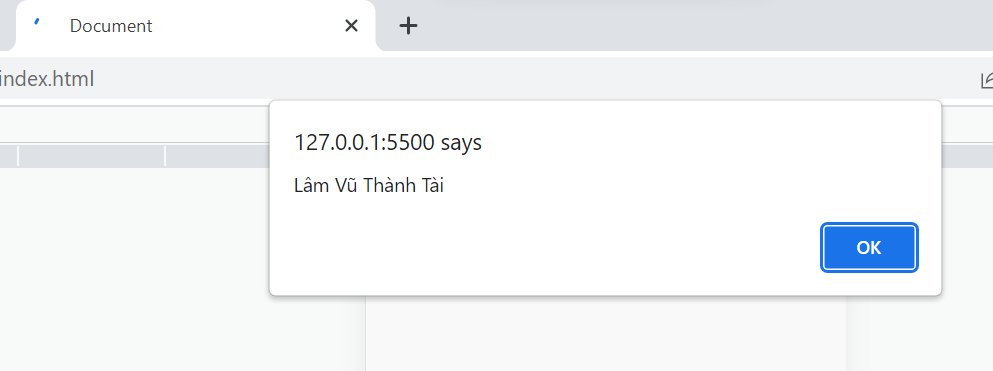 Document
index.html
127.0.0.1:5500 says
Lâm Vũ Thành Tài
OK